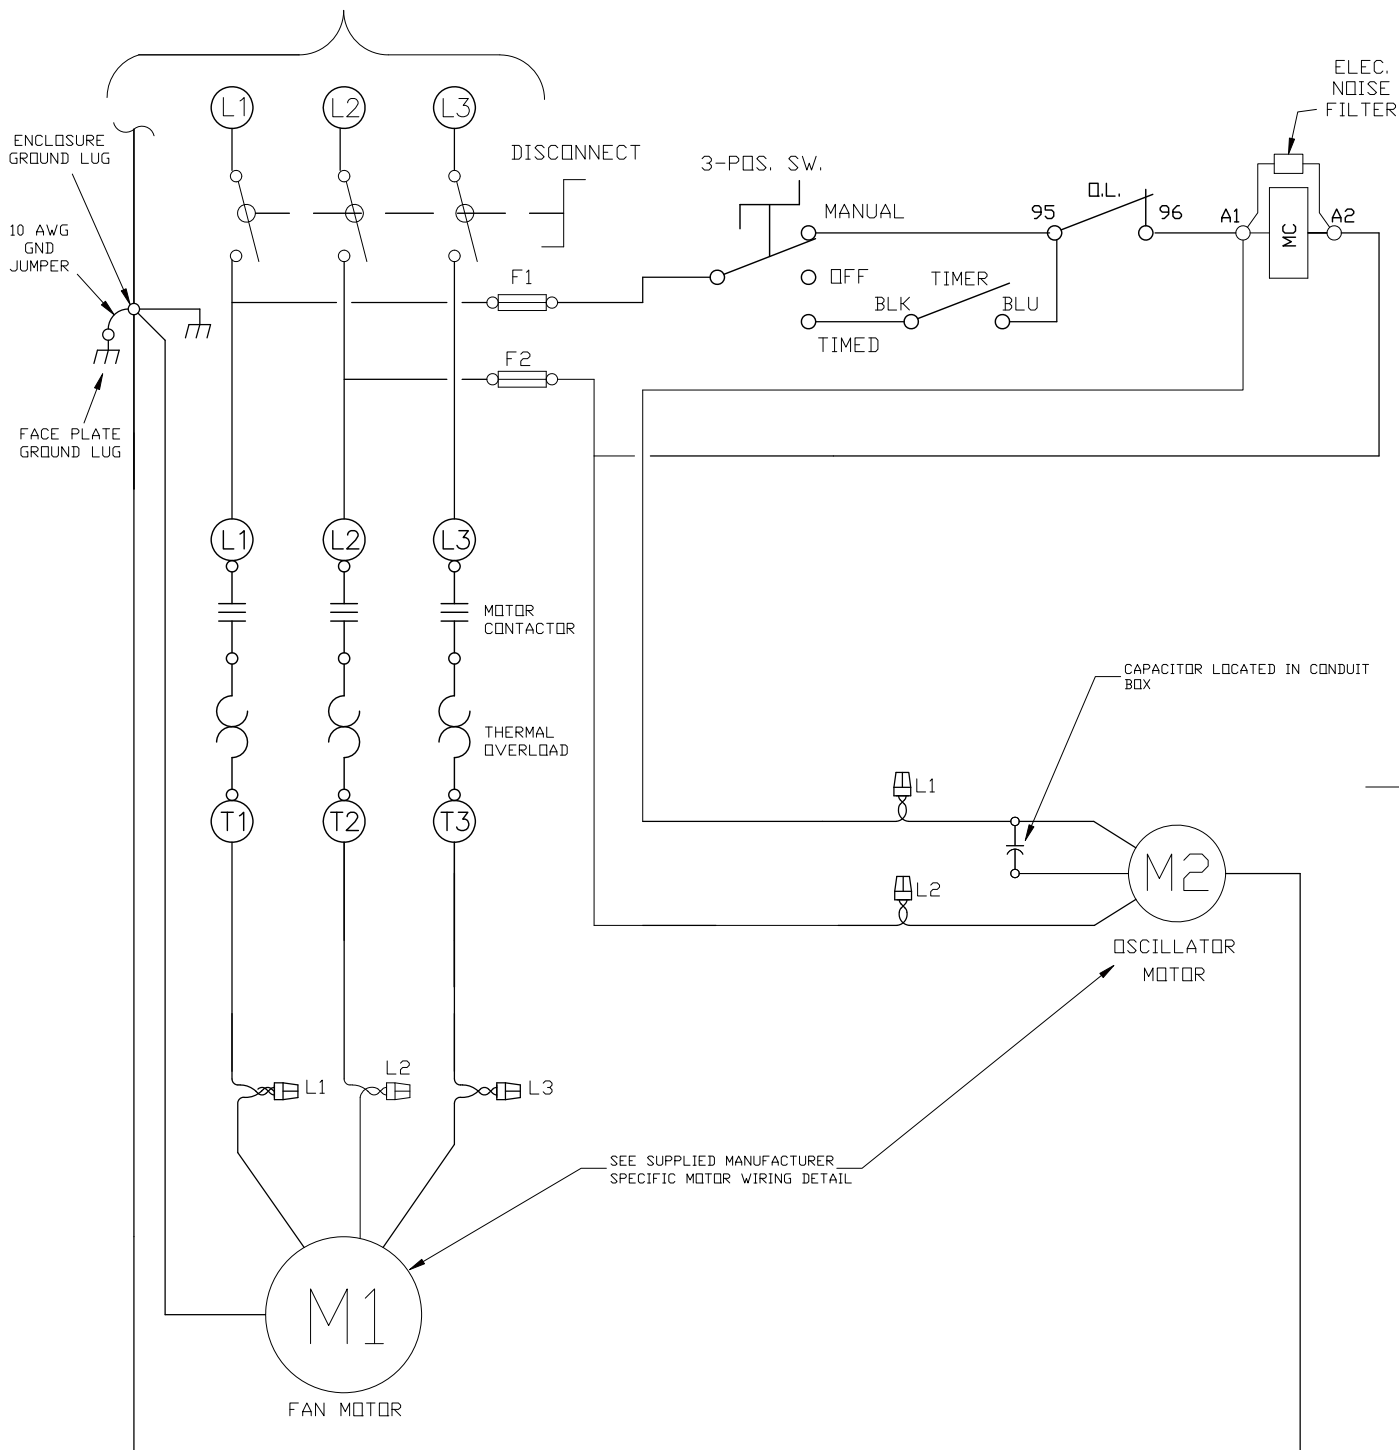 L1 L2 L3
ELEC.
NOISE
FILTER
ENCLOSURE
GROUND LUG
DISCONNECT
3-POS. SW.
MANUAL
95
O.L.
96
A1
MC
A2
10 AWG
GND
JUMPER
F1
OFF
TIMER
BLK
BLU
TIMED
F2
FACE PLATE
GROUND LUG
L1 L2 L3
MOTOR
CONTACTOR
CAPACITOR LOCATED IN CONDUIT
BOX
THERMAL
OVERLOAD
L1
T1 T2 T3
M2
L2
OSCILLATOR
MOTOR
L1
L2
L3
SEE SUPPLIED MANUFACTURER
SPECIFIC MOTOR WIRING DETAIL
M1
FAN MOTOR